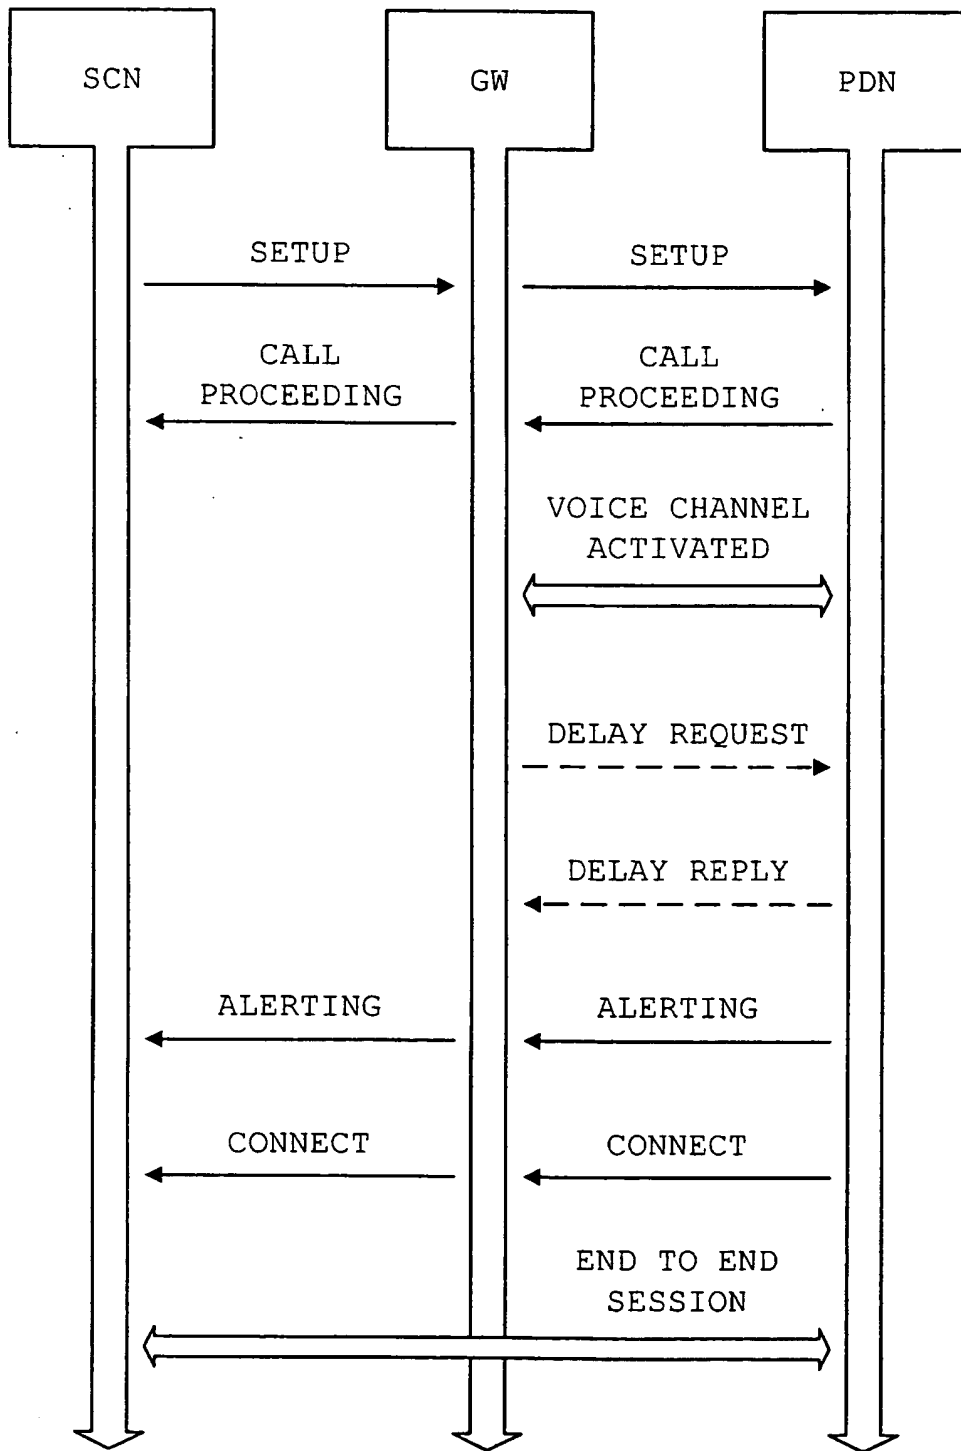 SCN
GW
PDN
SETUP
SETUP
CALL
PROCEEDING
CALL
PROCEEDING
VOICE CHANNEL
ACTIVATED
DELAY REQUEST
DELAY REPLY
ALERTING
ALERTING
CONNECT
CONNECT
END TO END
SESSION